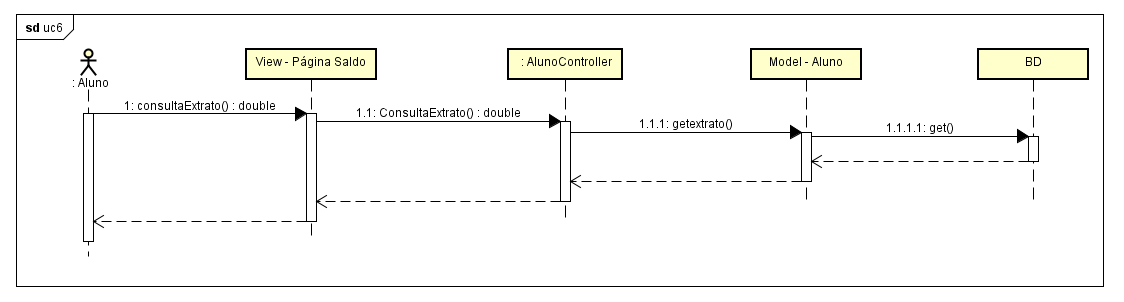 sd uc6
View - Página Saldo
: AlunoController
Model - Aluno
BD
: Aluno
1: consultaExtrato() : double
1.1: ConsultaExtrato() : double
1.1.1: getextrato()
1.1.1.1: get()